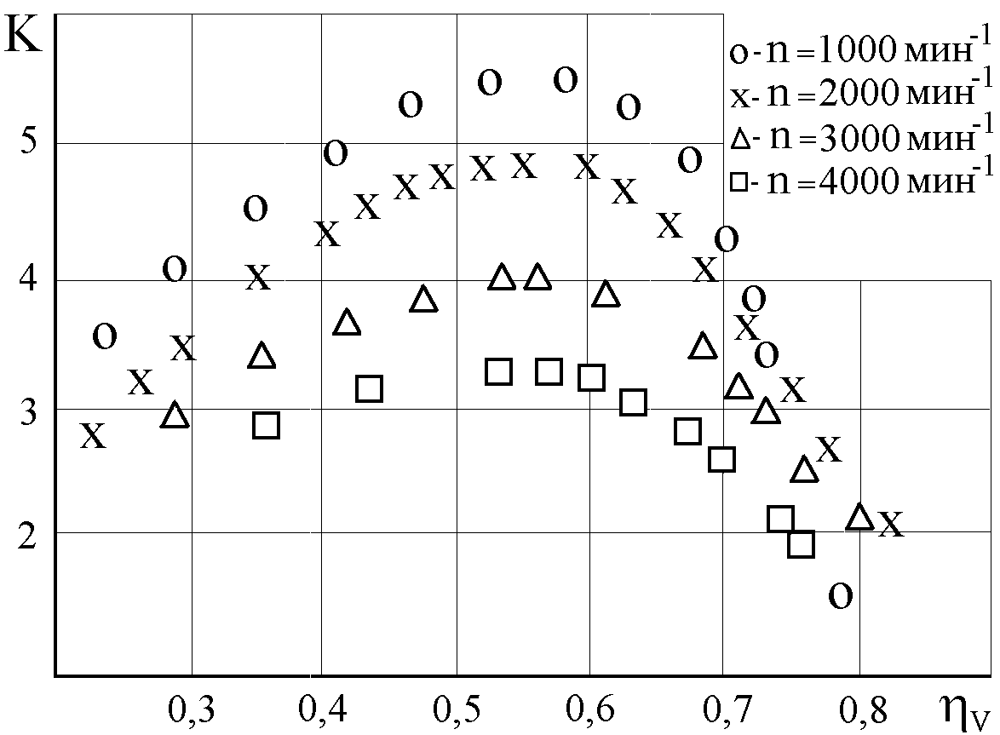 K
o - n = 1000 мин⁻¹
x - n = 2000 мин⁻¹
△ - n = 3000 мин⁻¹
□ - n = 4000 мин⁻¹
5
4
3
2
0,3 0,4 0,5 0,6 0,7 0,8 ηV